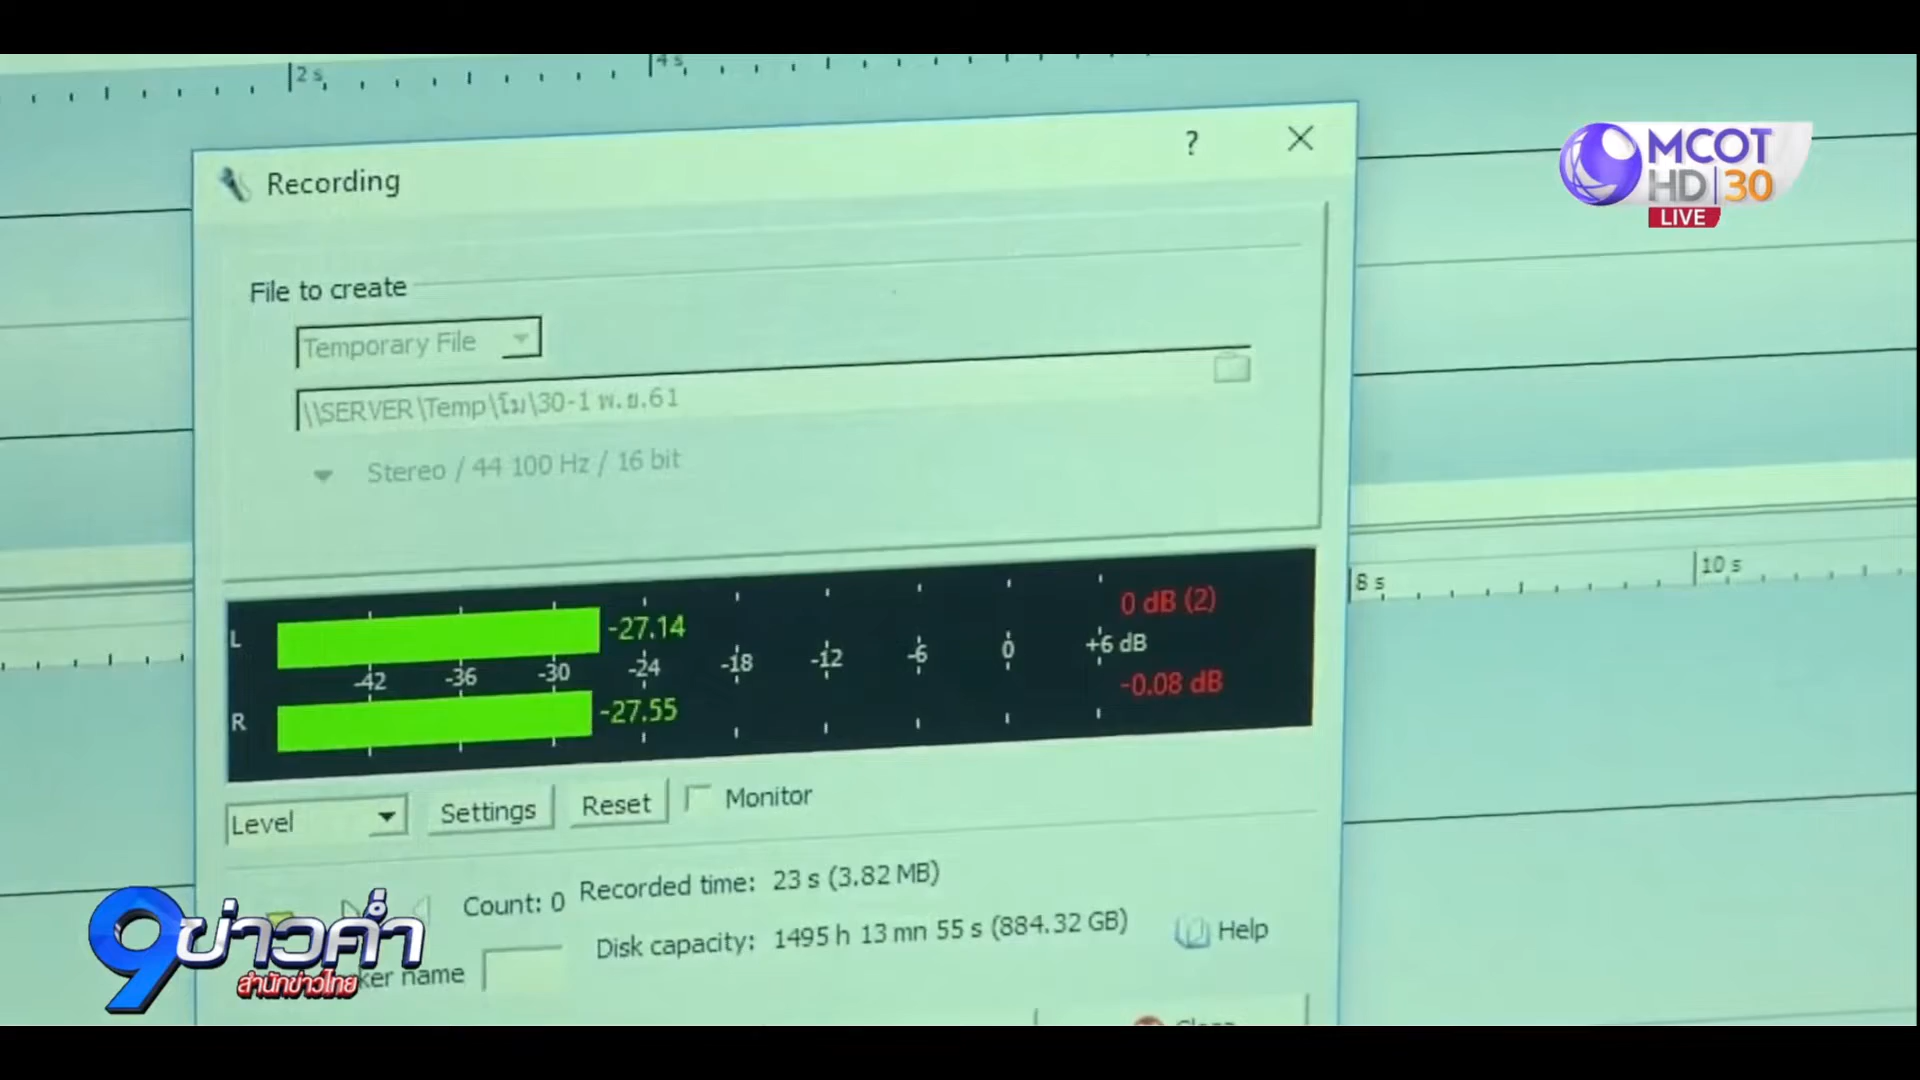 2 s
4 s
? ×
MCOT
HD 30
LIVE
Recording
File to create
Temporary File
\\SERVER\Temp\โม\30-1 พ.ย.61
Stereo / 44 100 Hz / 16 bit
8 s
10 s
L -27.14 0 dB (2)
-42 -36 -30 -24 -18 -12 -6 0 +6 dB
R -27.55 -0.08 dB
Level Settings Reset Monitor
Count: 0 Recorded time: 23 s (3.82 MB)
Disk capacity: 1495 h 13 mn 55 s (884.32 GB) Help
ker name
9 ข่าวค่ำ
สำนักข่าวไทย